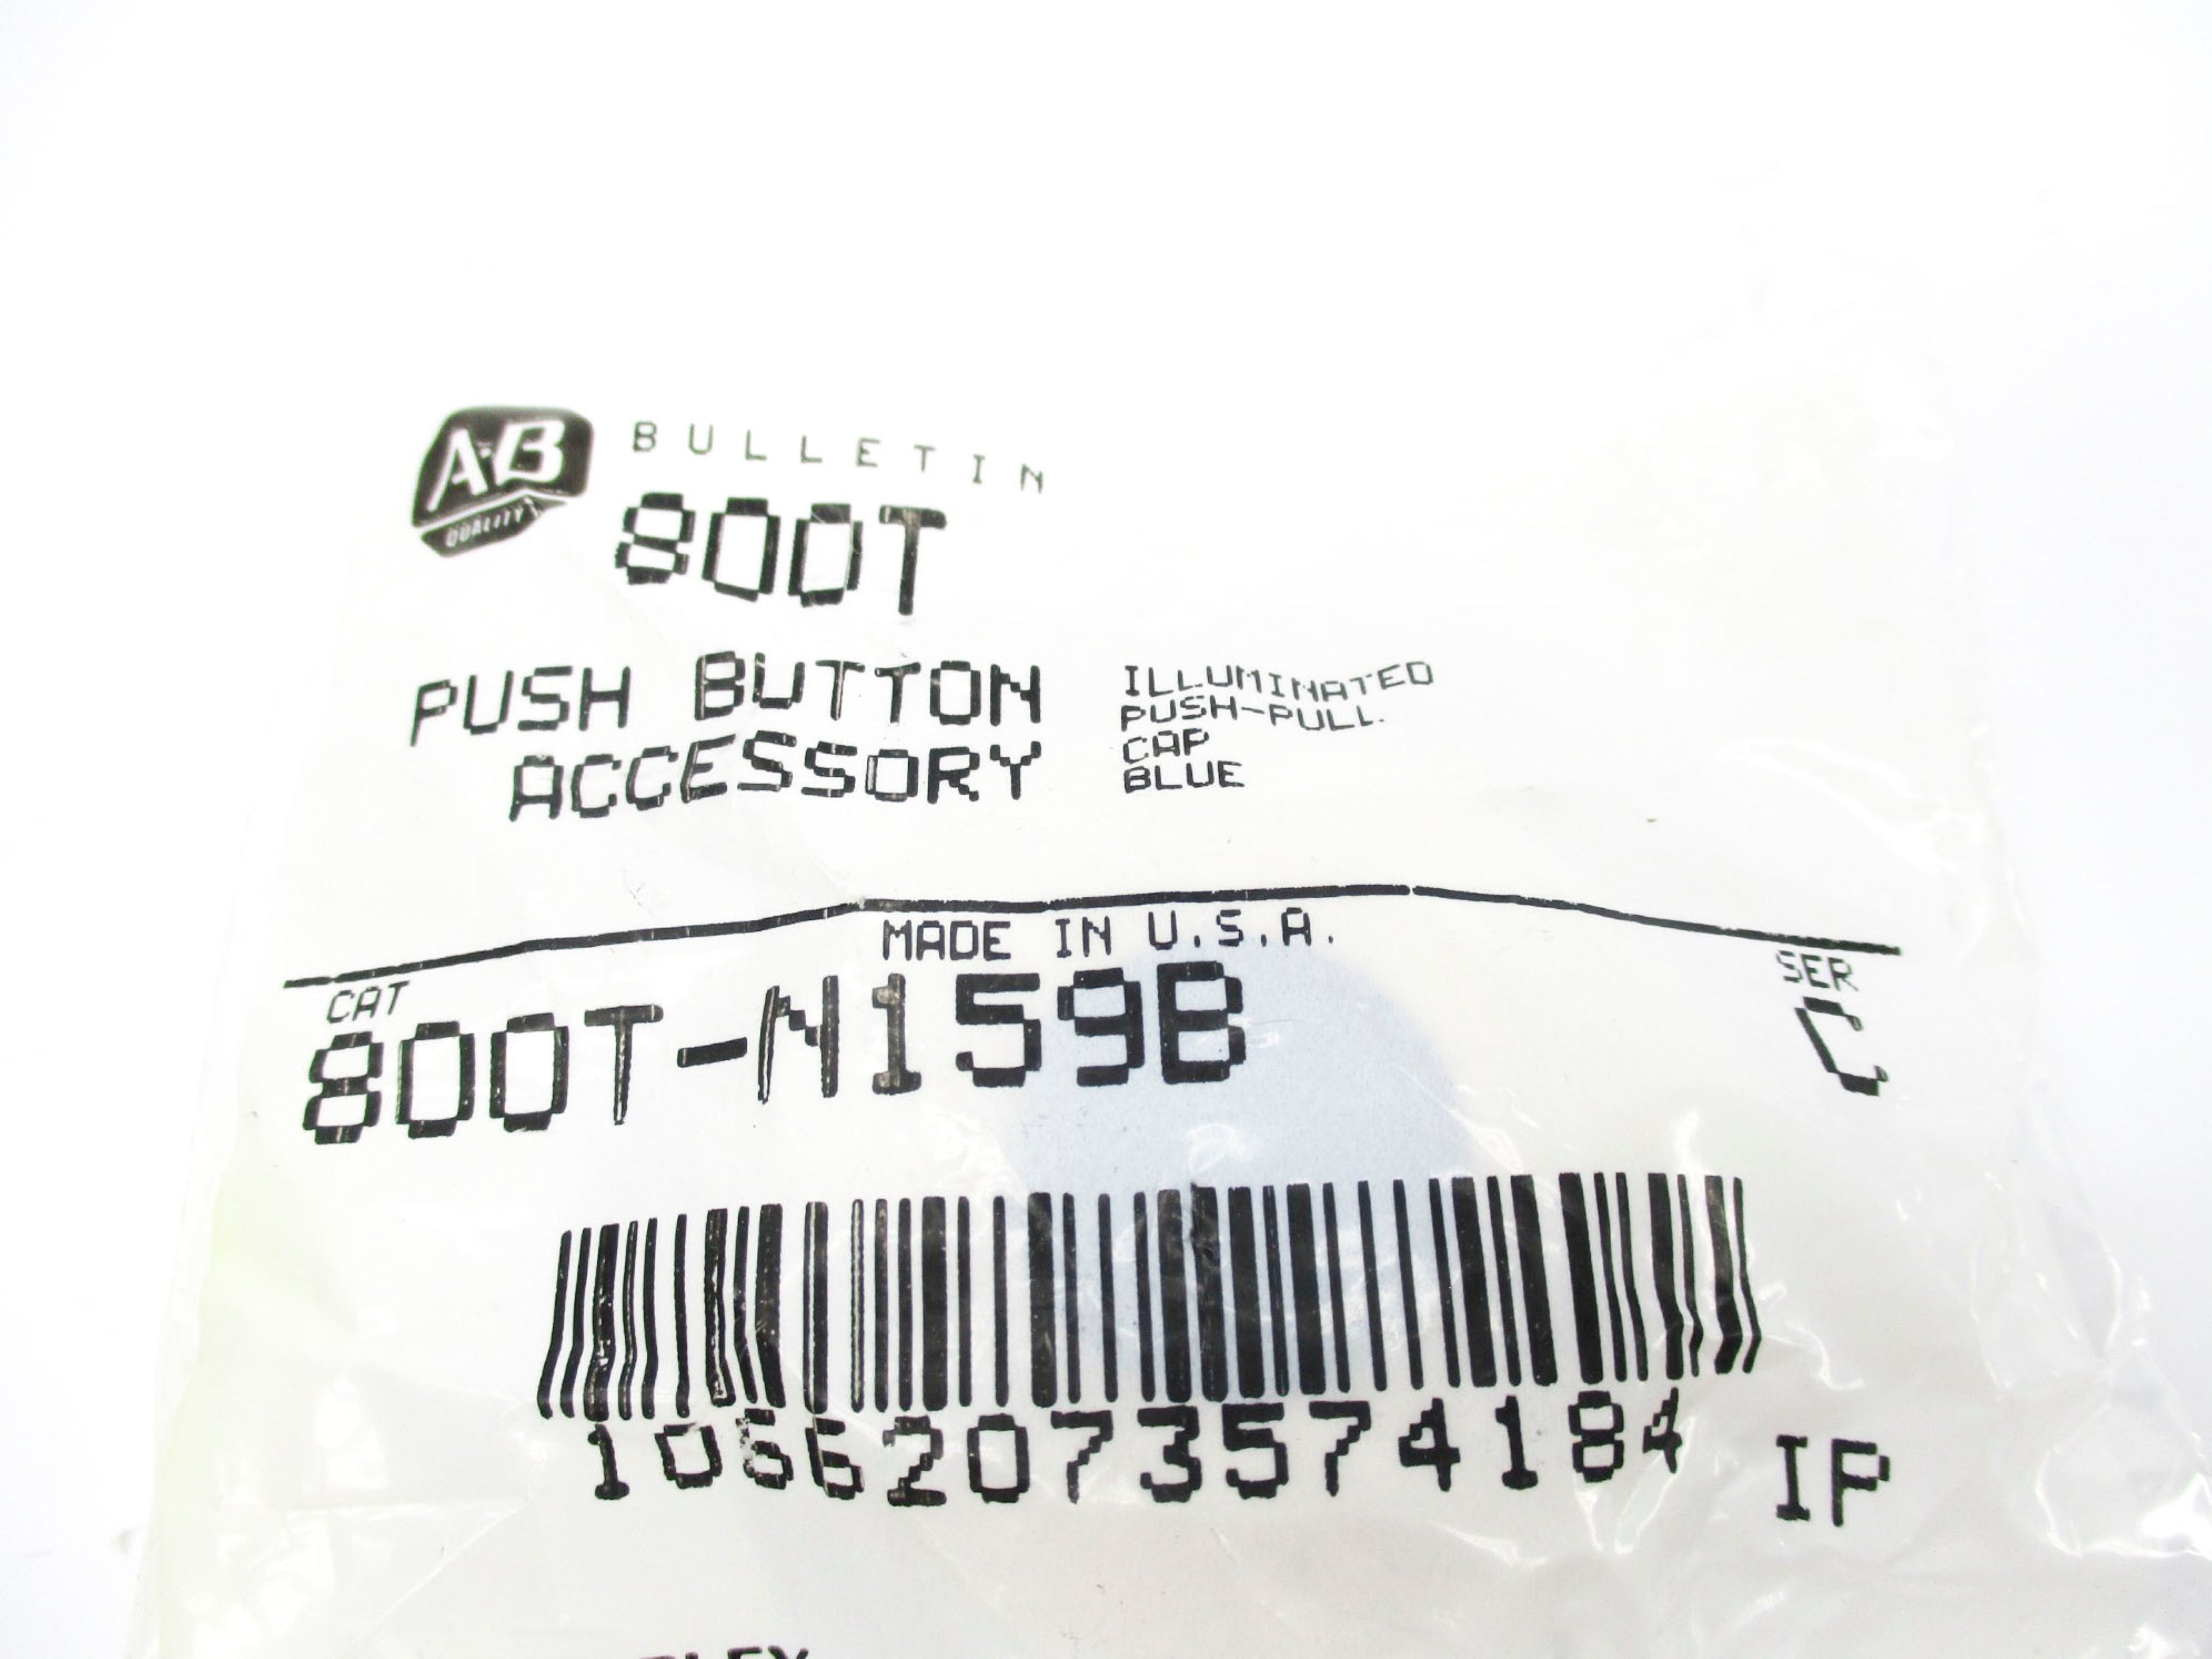 A·B
QUALITY
BULLETIN
800T
PUSH BUTTON
ACCESSORY
ILLUMINATED
PUSH-PULL
CAP
BLUE
MADE IN U.S.A.
CAT
SER
800T-N159B
C
10662073574184
IP